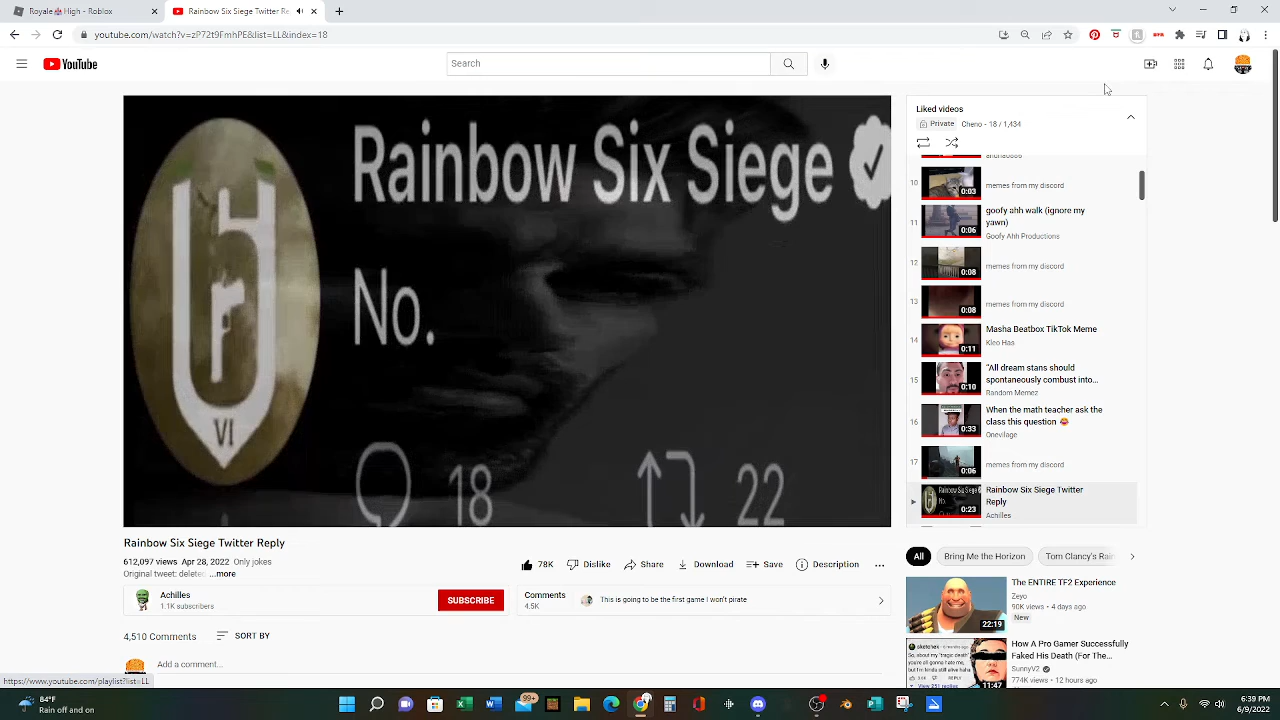 Royale🏰 High - Roblox
Rainbow Six Siege Twitter Re
youtube.com/watch?v=zP72t9FmhPE&list=LL&index=18
YouTube
Search
Rainbow Six Siege
No.
VI
18 22
Liked videos
Private Cheno - 18 / 1,434
10 0:03 memes from my discord
11 0:06 goofy ahh walk (ignore my
yawn)
Goofy Ahh Productions
12 0:08 memes from my discord
13 0:08 memes from my discord
14 0:11 Masha Beatbox TikTok Meme
Kleo Has
15 0:10 "All dream stans should
spontaneously combust into...
Random Memez
16 0:33 When the math teacher ask the
class this question 😂
Onevilage
17 0:06 memes from my discord
0:23 Rainbow Six Siege Twitter
Reply
Achilles
Rainbow Six Siege Twitter Reply
612,097 views Apr 28, 2022 Only jokes
Original tweet: deleted ...more
78K Dislike Share Download Save Description
Achilles
1.1K subscribers
SUBSCRIBE
Comments
4.5K
This is going to be the first game I won't pirate
4,510 Comments SORT BY
Add a comment...
All Bring Me the Horizon Tom Clancy's Rain
22:19 The ENTIRE TF2 Experience
Zeyo
90K views • 4 days ago
New
How A Pro Gamer Successfully
Faked His Death (For The...
SunnyV2
774K views • 12 hours ago
11:47
https://www.youtube.com/playlist?list=LL
84°F
Rain off and on
99+
6:39 PM
6/9/2022